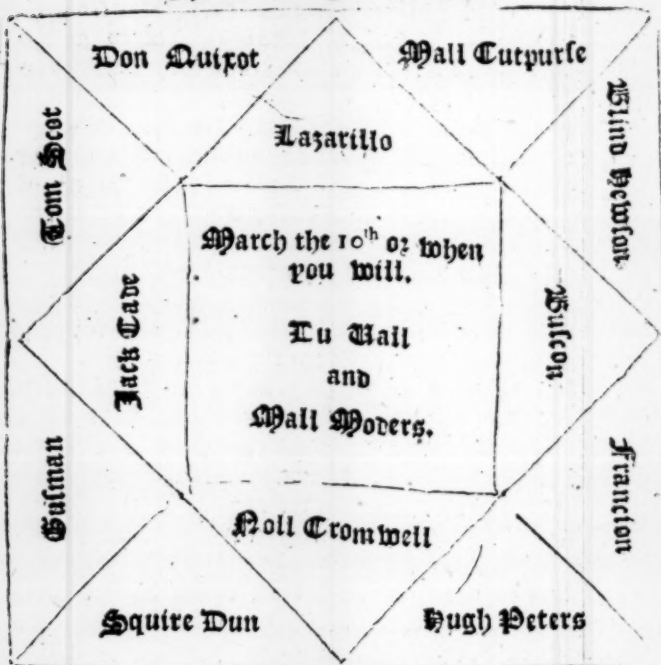 Don Quixot
Mall Cutpurse
Tom Scot
Lazarillo
Blind Hewson
March the 10th or when
you will.
Jack Cade
Du Vall
and
Mall Moders.
Buscon
Gusman
Noll Cromwell
Francion
Squire Dun
Hugh Peters